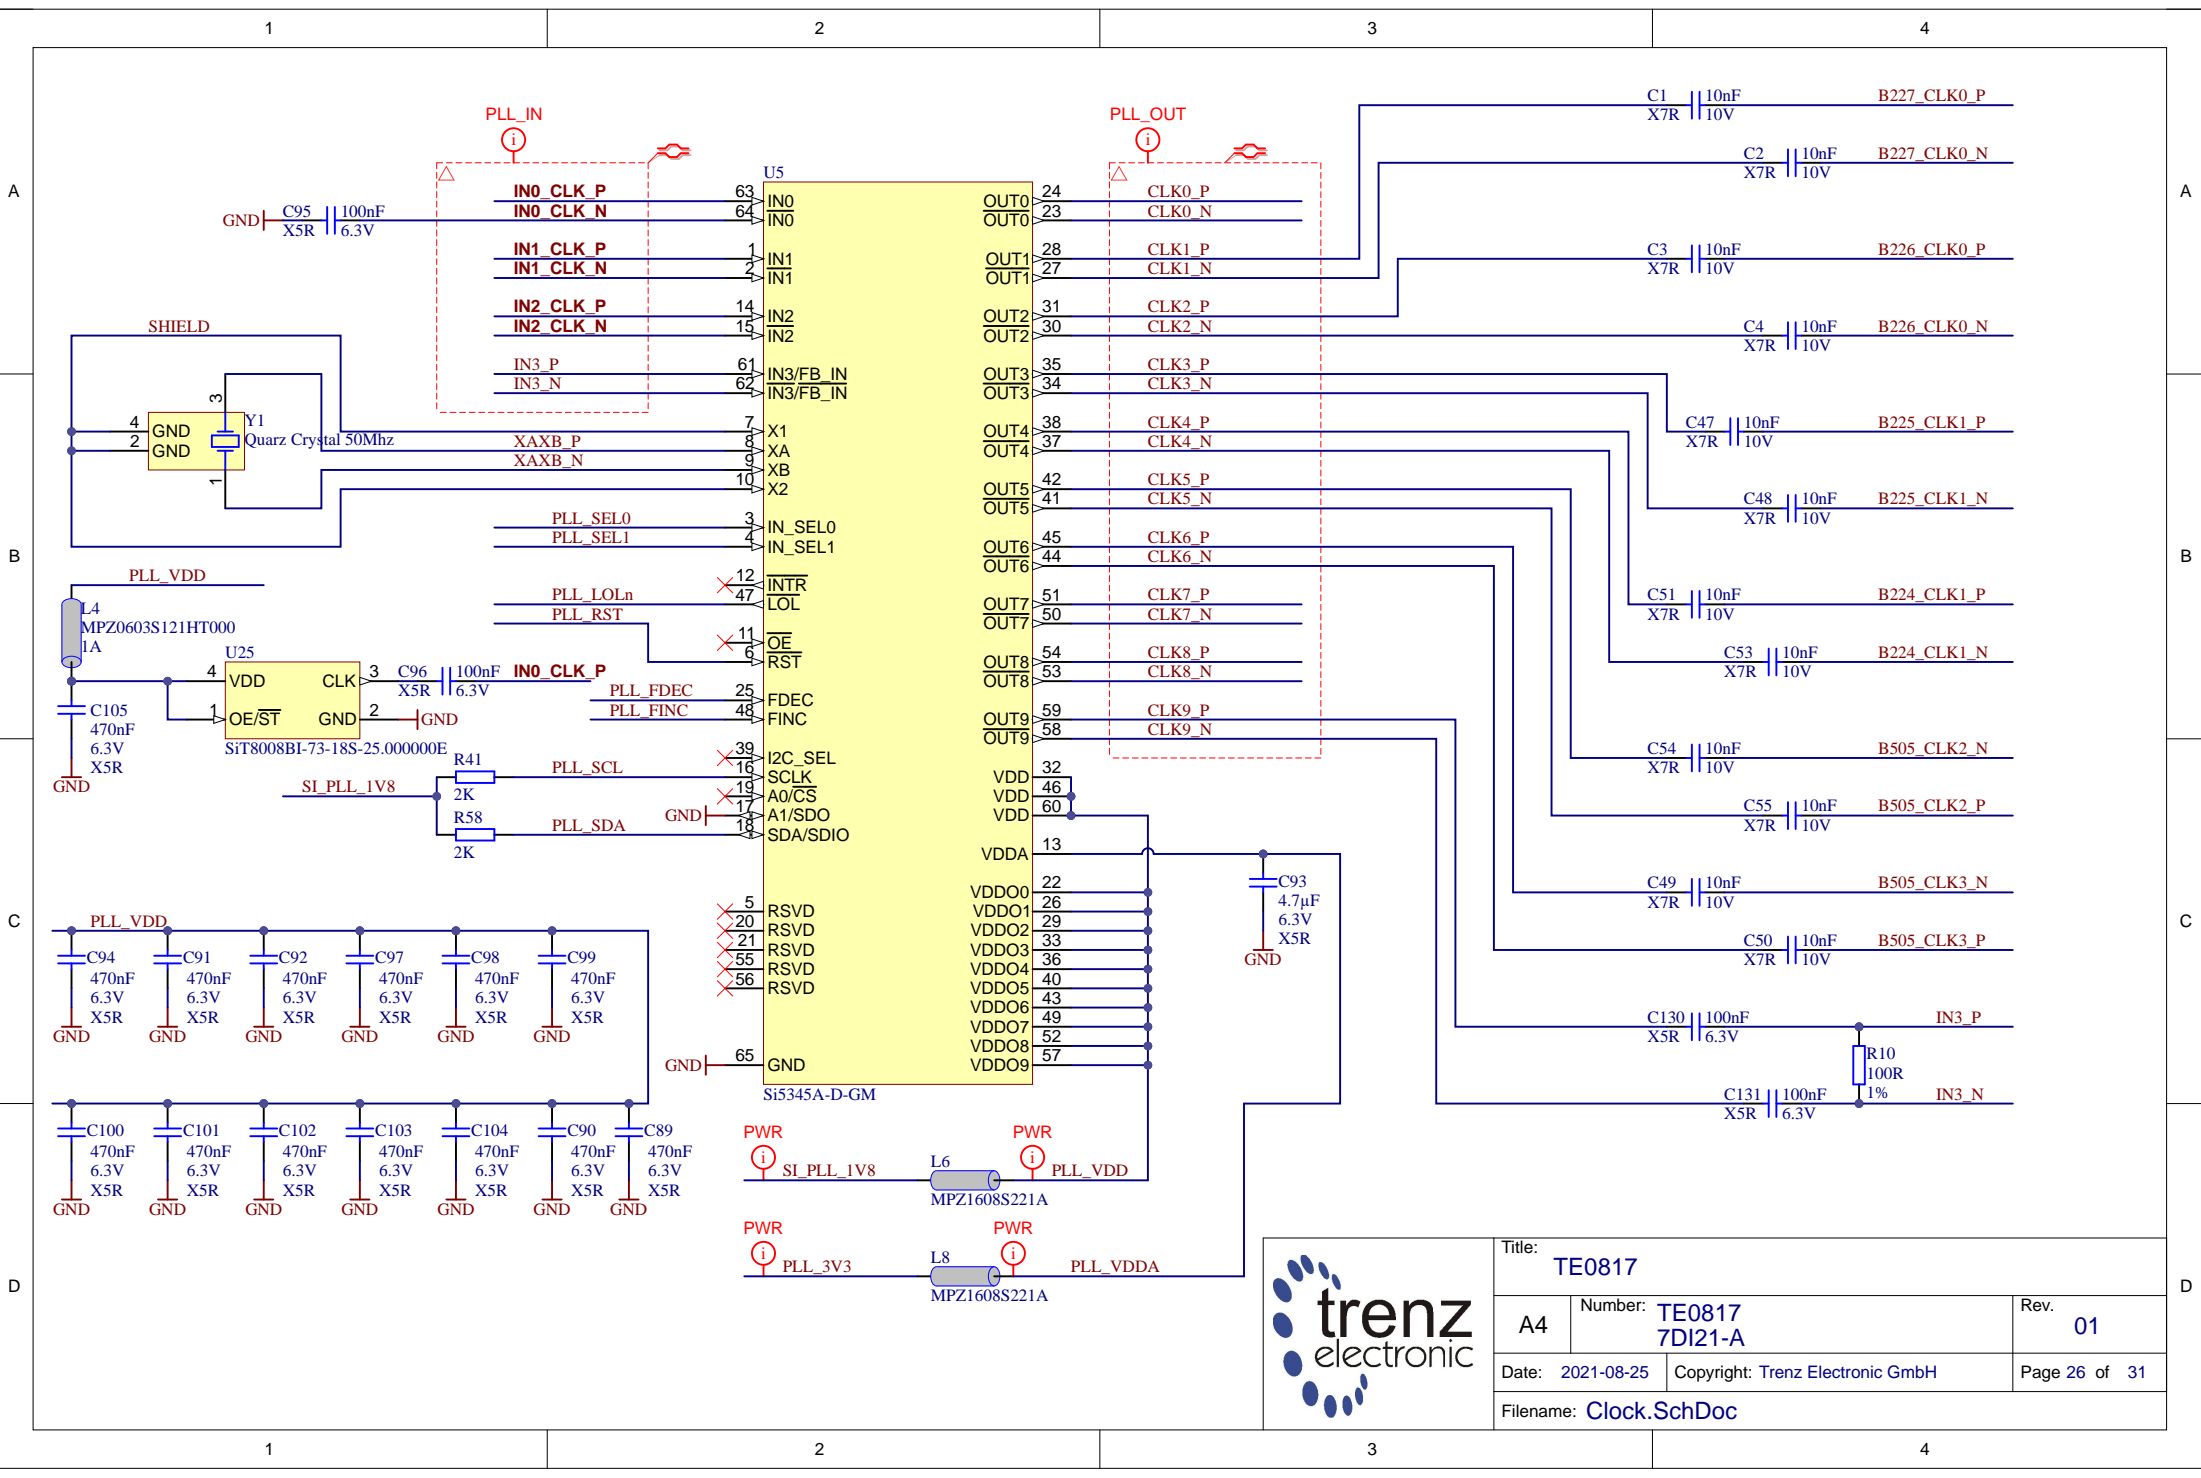 1 2 3 4
A A
B B
C C
D D
1 2 3 4
PLL_IN
IN0_CLK_P
IN0_CLK_N
IN1_CLK_P
IN1_CLK_N
IN2_CLK_P
IN2_CLK_N
IN3_P
IN3_N
GND C95 100nF
X5R 6.3V
SHIELD
4 GND
2 GND
3
1
Y1
Quarz Crystal 50Mhz
XAXB_P
XAXB_N
PLL_SEL0
PLL_SEL1
PLL_LOLn
PLL_RST
PLL_VDD
L4
MPZ0603S121HT000
1A
U25
4 VDD CLK 3
1 OE/ST GND 2 GND
SiT8008BI-73-18S-25.000000E
C96 100nF IN0_CLK_P
X5R 6.3V
C105
470nF
6.3V
X5R
GND
PLL_FDEC
PLL_FINC
SI_PLL_1V8
R41
2K
PLL_SCL
R58
2K
PLL_SDA
U5
63 IN0
64 IN0
1 IN1
2 IN1
14 IN2
15 IN2
61 IN3/FB_IN
62 IN3/FB_IN
7 X1
8 XA
9 XB
10 X2
3 IN_SEL0
4 IN_SEL1
12 INTR
47 LOL
11 OE
6 RST
25 FDEC
48 FINC
39 I2C_SEL
16 SCLK
19 A0/CS
GND 17 A1/SDO
18 SDA/SDIO
5 RSVD
20 RSVD
21 RSVD
55 RSVD
56 RSVD
GND 65 GND
Si5345A-D-GM
PLL_OUT
OUT0 24 CLK0_P
OUT0 23 CLK0_N
OUT1 28 CLK1_P
OUT1 27 CLK1_N
OUT2 31 CLK2_P
OUT2 30 CLK2_N
OUT3 35 CLK3_P
OUT3 34 CLK3_N
OUT4 38 CLK4_P
OUT4 37 CLK4_N
OUT5 42 CLK5_P
OUT5 41 CLK5_N
OUT6 45 CLK6_P
OUT6 44 CLK6_N
OUT7 51 CLK7_P
OUT7 50 CLK7_N
OUT8 54 CLK8_P
OUT8 53 CLK8_N
OUT9 59 CLK9_P
OUT9 58 CLK9_N
VDD 32
VDD 46
VDD 60
VDDA 13
VDDO0 22
VDDO1 26
VDDO2 29
VDDO3 33
VDDO4 36
VDDO5 40
VDDO6 43
VDDO7 49
VDDO8 52
VDDO9 57
C93
4.7µF
6.3V
X5R
GND
C1 10nF B227_CLK0_P
X7R 10V
C2 10nF B227_CLK0_N
X7R 10V
C3 10nF B226_CLK0_P
X7R 10V
C4 10nF B226_CLK0_N
X7R 10V
C47 10nF B225_CLK1_P
X7R 10V
C48 10nF B225_CLK1_N
X7R 10V
C51 10nF B224_CLK1_P
X7R 10V
C53 10nF B224_CLK1_N
X7R 10V
C54 10nF B505_CLK2_N
X7R 10V
C55 10nF B505_CLK2_P
X7R 10V
C49 10nF B505_CLK3_N
X7R 10V
C50 10nF B505_CLK3_P
X7R 10V
C130 100nF IN3_P
X5R 6.3V
R10
100R
1%
C131 100nF IN3_N
X5R 6.3V
PLL_VDD
C94 C91 C92 C97 C98 C99
470nF 470nF 470nF 470nF 470nF 470nF
6.3V 6.3V 6.3V 6.3V 6.3V 6.3V
X5R X5R X5R X5R X5R X5R
GND GND GND GND GND GND
C100 C101 C102 C103 C104 C90 C89
470nF 470nF 470nF 470nF 470nF 470nF 470nF
6.3V 6.3V 6.3V 6.3V 6.3V 6.3V 6.3V
X5R X5R X5R X5R X5R X5R X5R
GND GND GND GND GND GND GND
PWR PWR
SI_PLL_1V8 L6 PLL_VDD
MPZ1608S221A
PWR PWR
PLL_3V3 L8 PLL_VDDA
MPZ1608S221A
trenz
electronic
Title:
TE0817
A4
Number: TE0817
7DI21-A
Rev.
01
Date: 2021-08-25 Copyright: Trenz Electronic GmbH Page 26 of 31
Filename: Clock.SchDoc